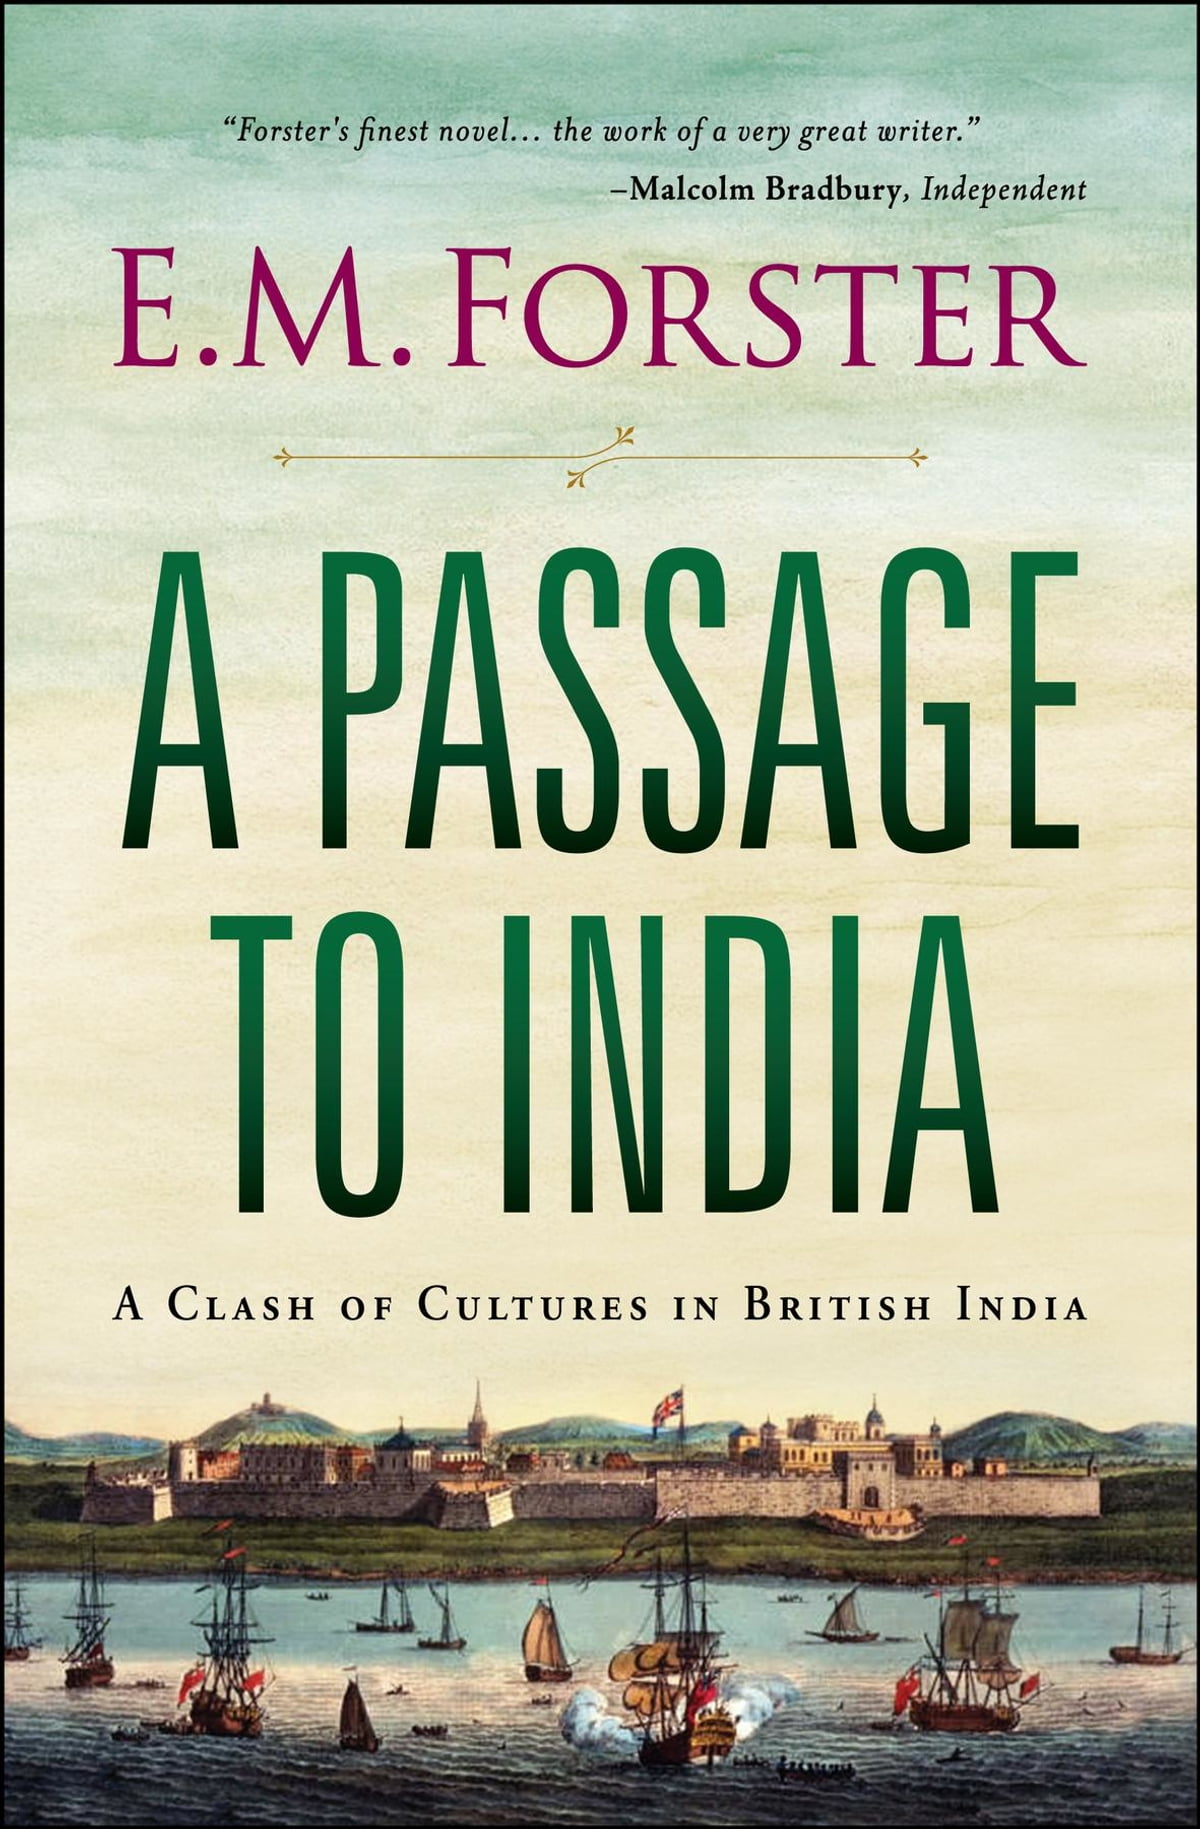 “Forster's finest novel... the work of a very great writer.”
–Malcolm Bradbury, Independent
E.M. FORSTER
A PASSAGE
TO INDIA
A CLASH OF CULTURES IN BRITISH INDIA